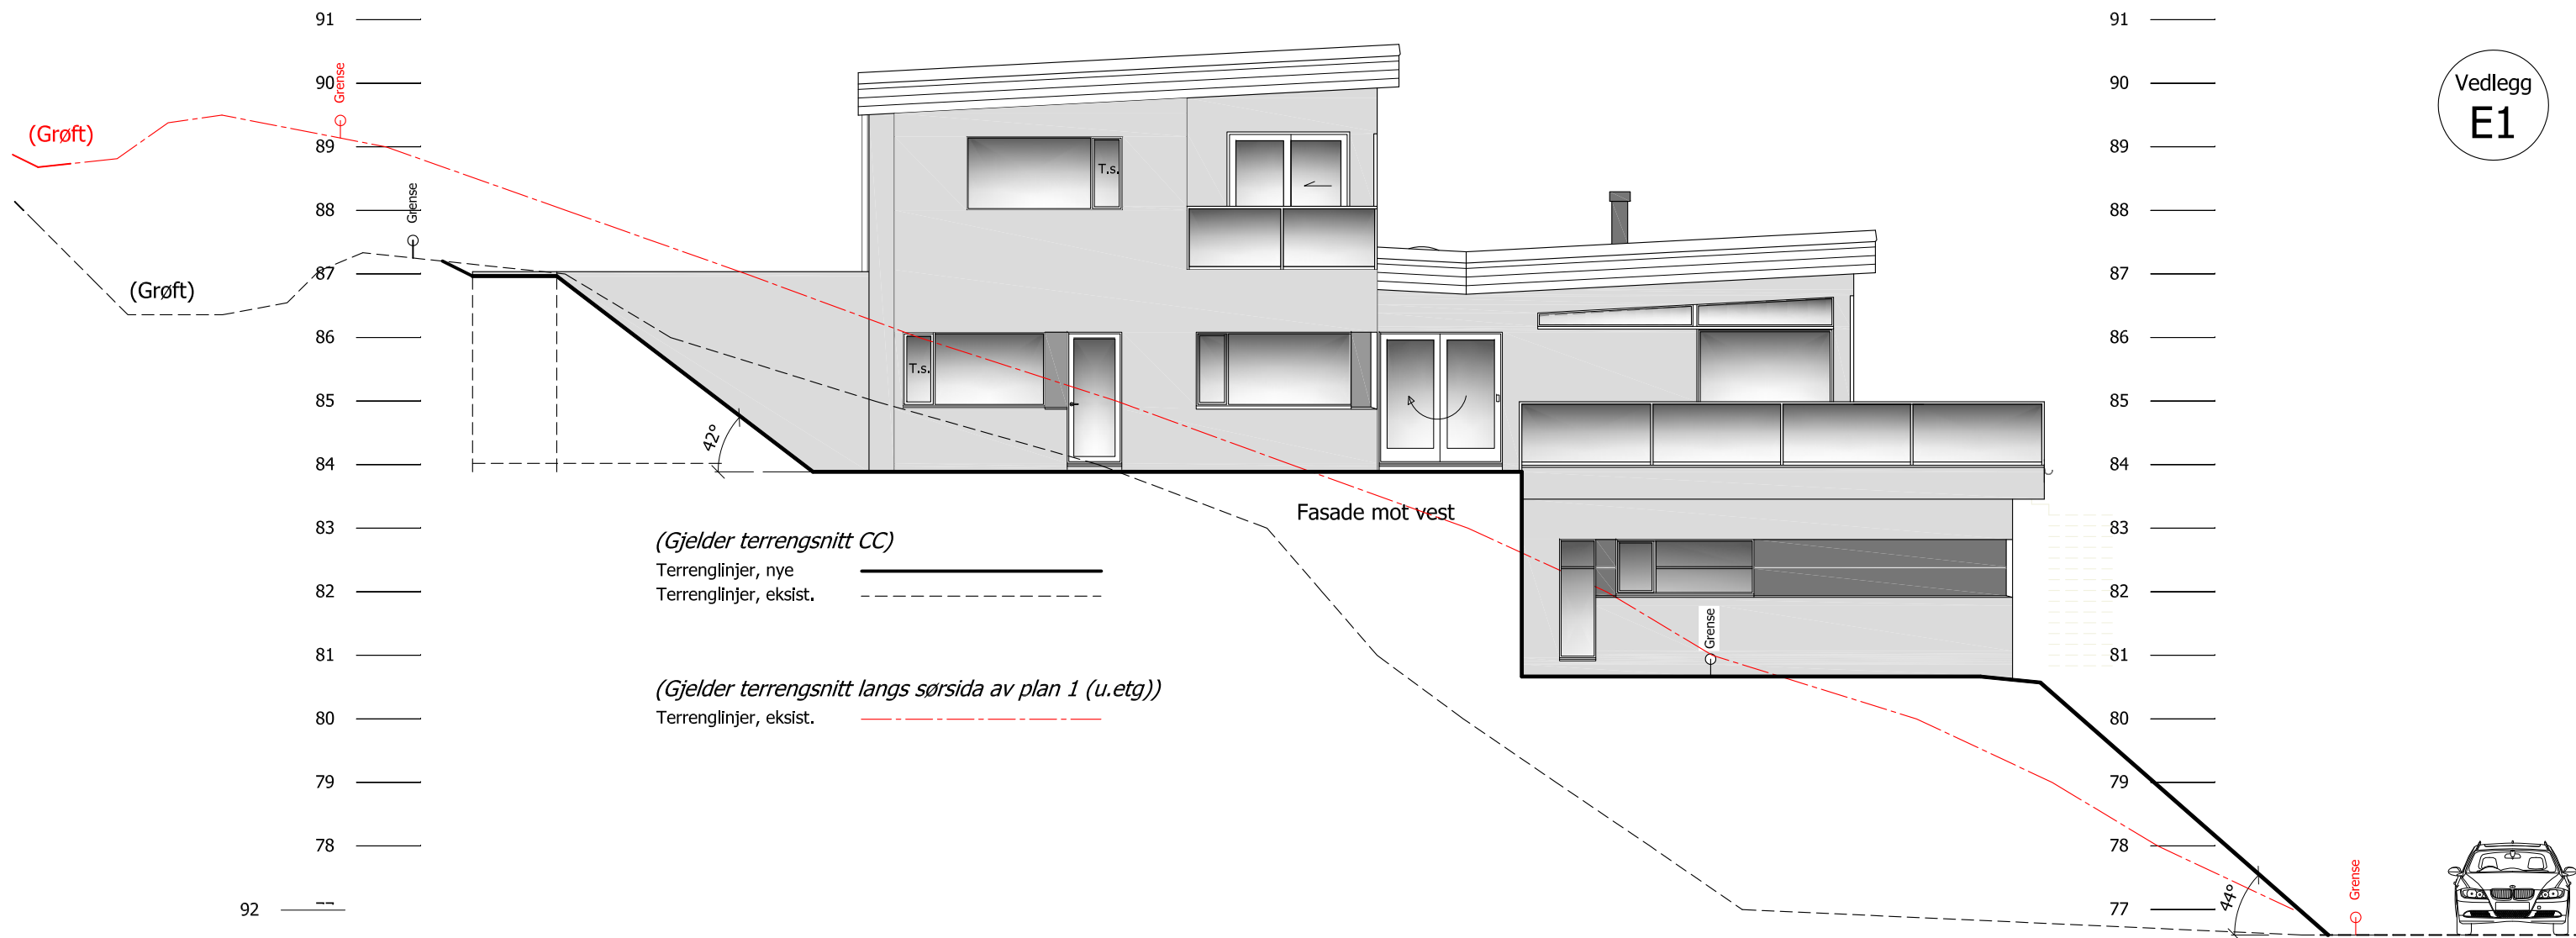 91
91
90
Grense
90
Vedlegg
E1
(Grøft)
89
89
T.s.
88
Grense
88
87
87
(Grøft)
86
86
T.s.
85
85
42°
84
84
Fasade mot vest
83
83
(Gjelder terrengsnitt CC)
Terrenglinjer, nye
Terrenglinjer, eksist.
82
82
Grense
81
81
(Gjelder terrengsnitt langs sørsida av plan 1 (u.etg))
Terrenglinjer, eksist.
80
80
79
79
78
78
Grense
44°
92
77